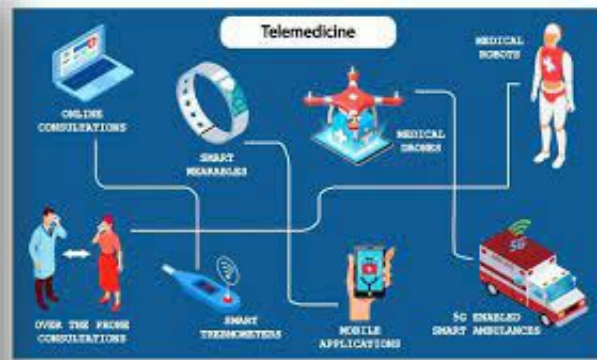 Telemedicine
MEDICAL
ROBOTS
ONLINE
CONSULTATIONS
SMART
WEARABLES
MEDICAL
DRONES
5G
OVER THE PHONE
CONSULTATIONS
SMART
THERMOMETERS
MOBILE
APPLICATIONS
5G ENABLED
SMART AMBULANCES